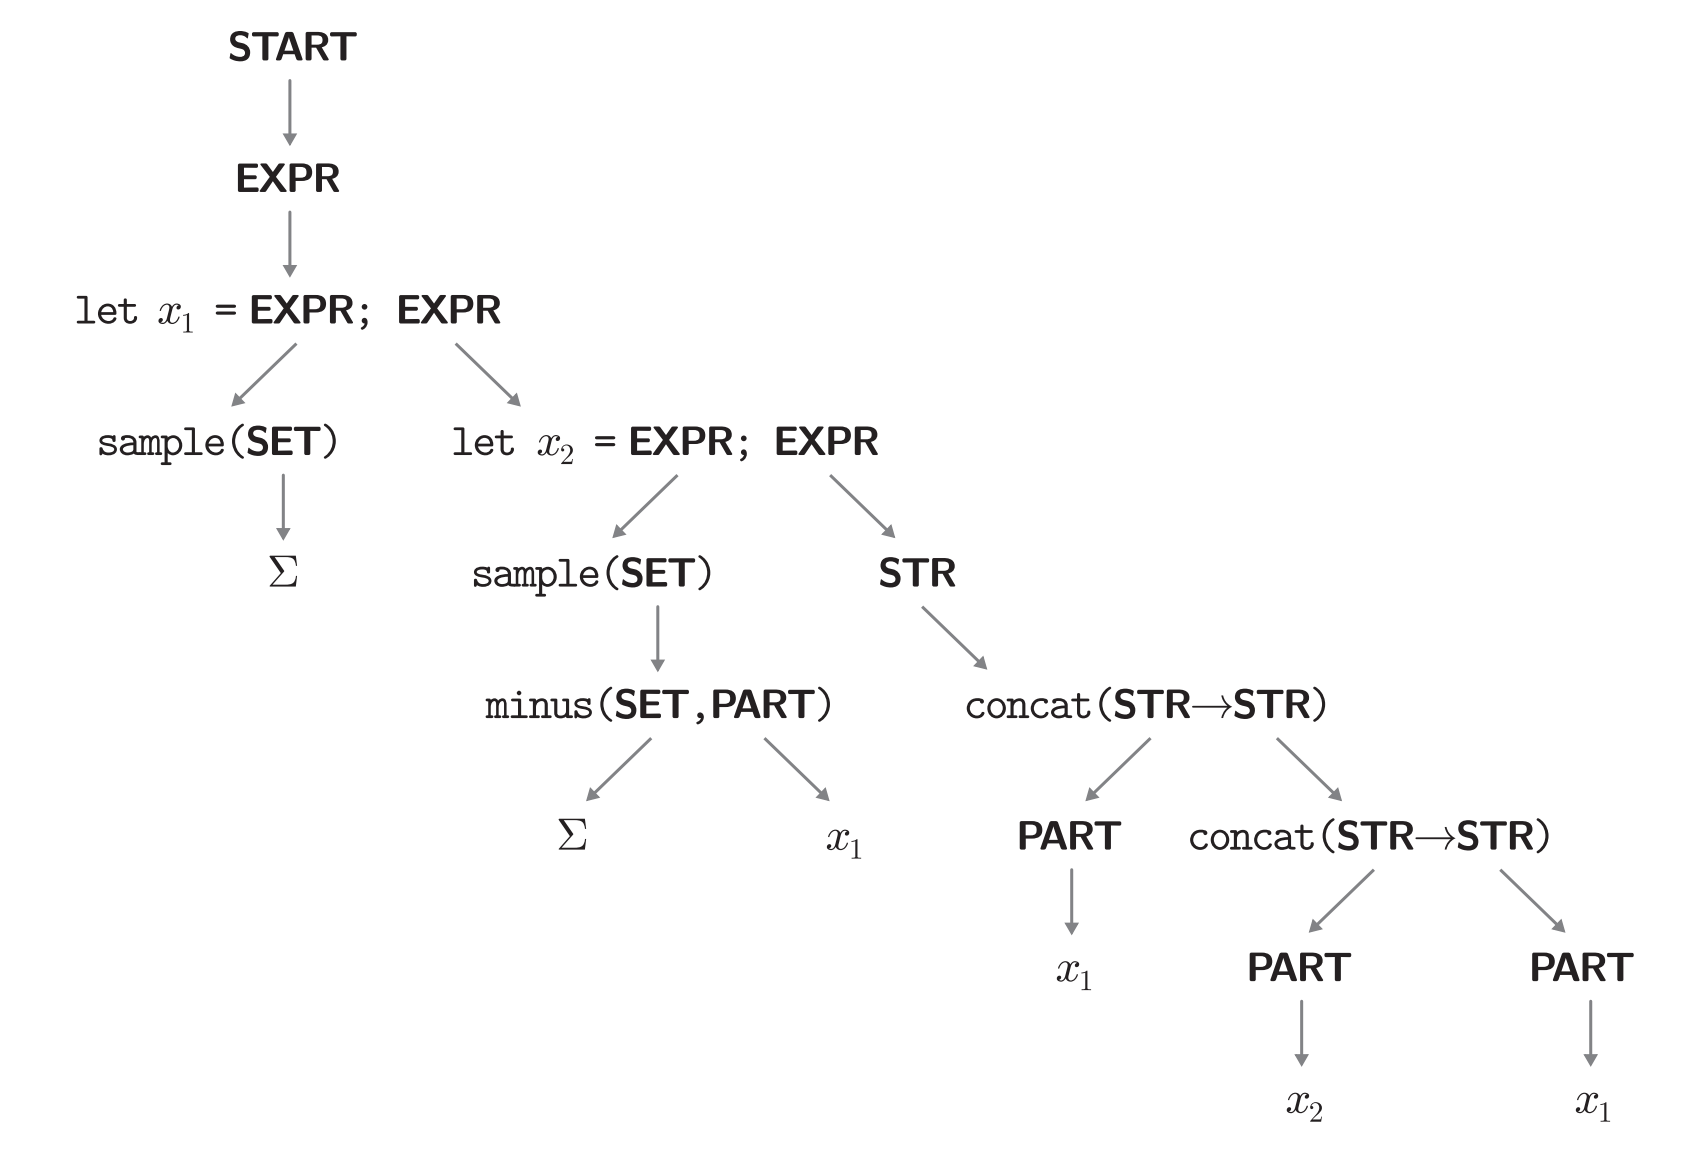 START
EXPR
let x₁ = EXPR; EXPR
sample(SET) let x₂ = EXPR; EXPR
Σ sample(SET) STR
minus(SET,PART) concat(STR→STR)
Σ x₁ PART concat(STR→STR)
x₁ PART PART
x₂ x₁